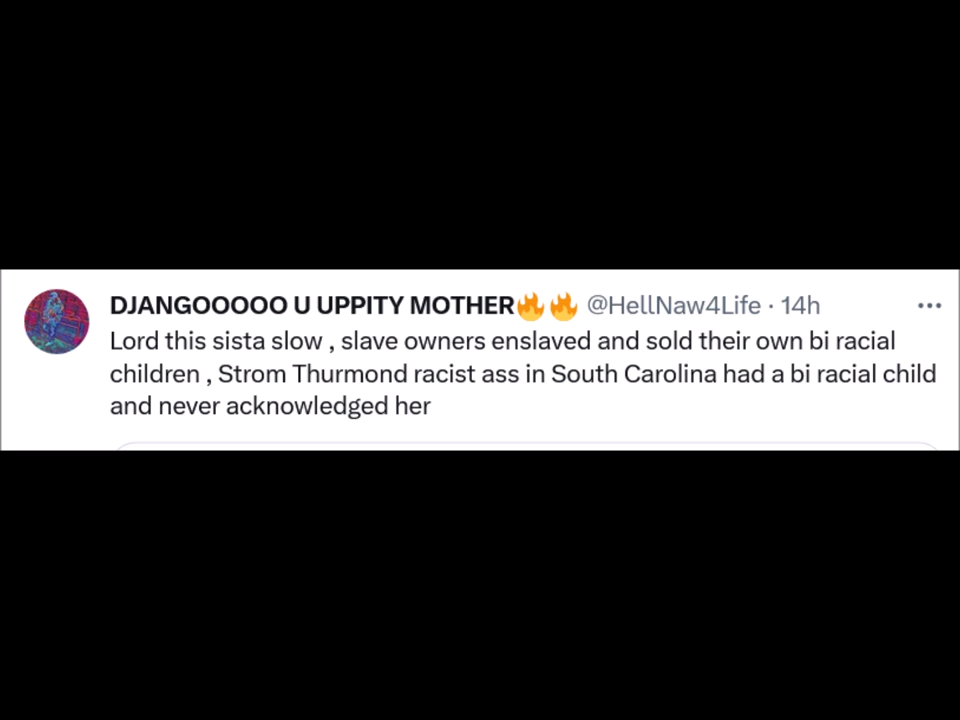 DJANGOOOOO U UPPITY MOTHER🔥🔥 @HellNaw4Life · 14h
Lord this sista slow , slave owners enslaved and sold their own bi racial
children , Strom Thurmond racist ass in South Carolina had a bi racial child
and never acknowledged her